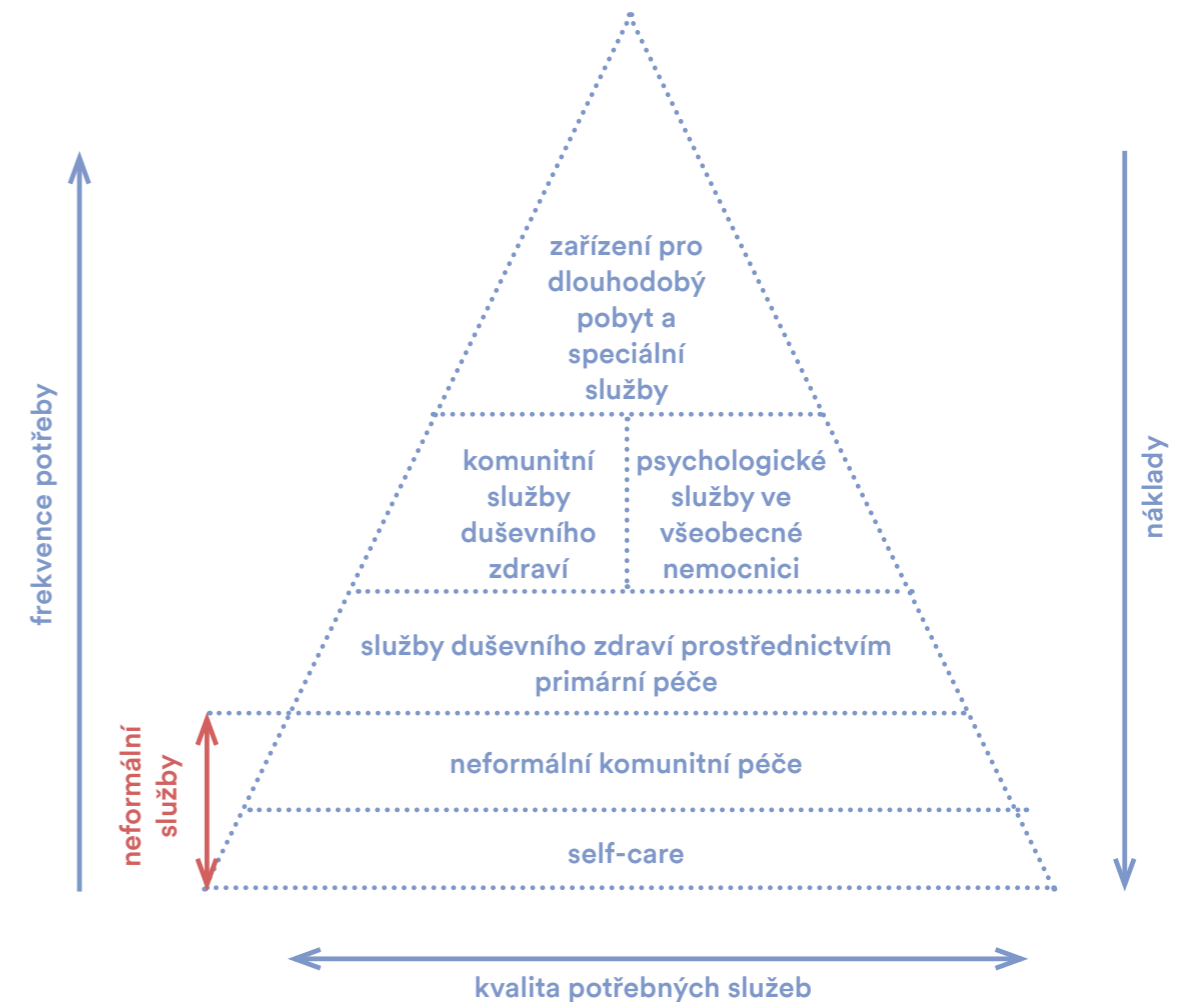 zařízení pro
dlouhodobý
pobyt a
speciální
služby
komunitní
služby
duševního
zdraví
psychologické
služby ve
všeobecné
nemocnici
služby duševního zdraví prostřednictvím
primární péče
neformální komunitní péče
self-care
frekvence potřeby
neformální
služby
náklady
kvalita potřebných služeb